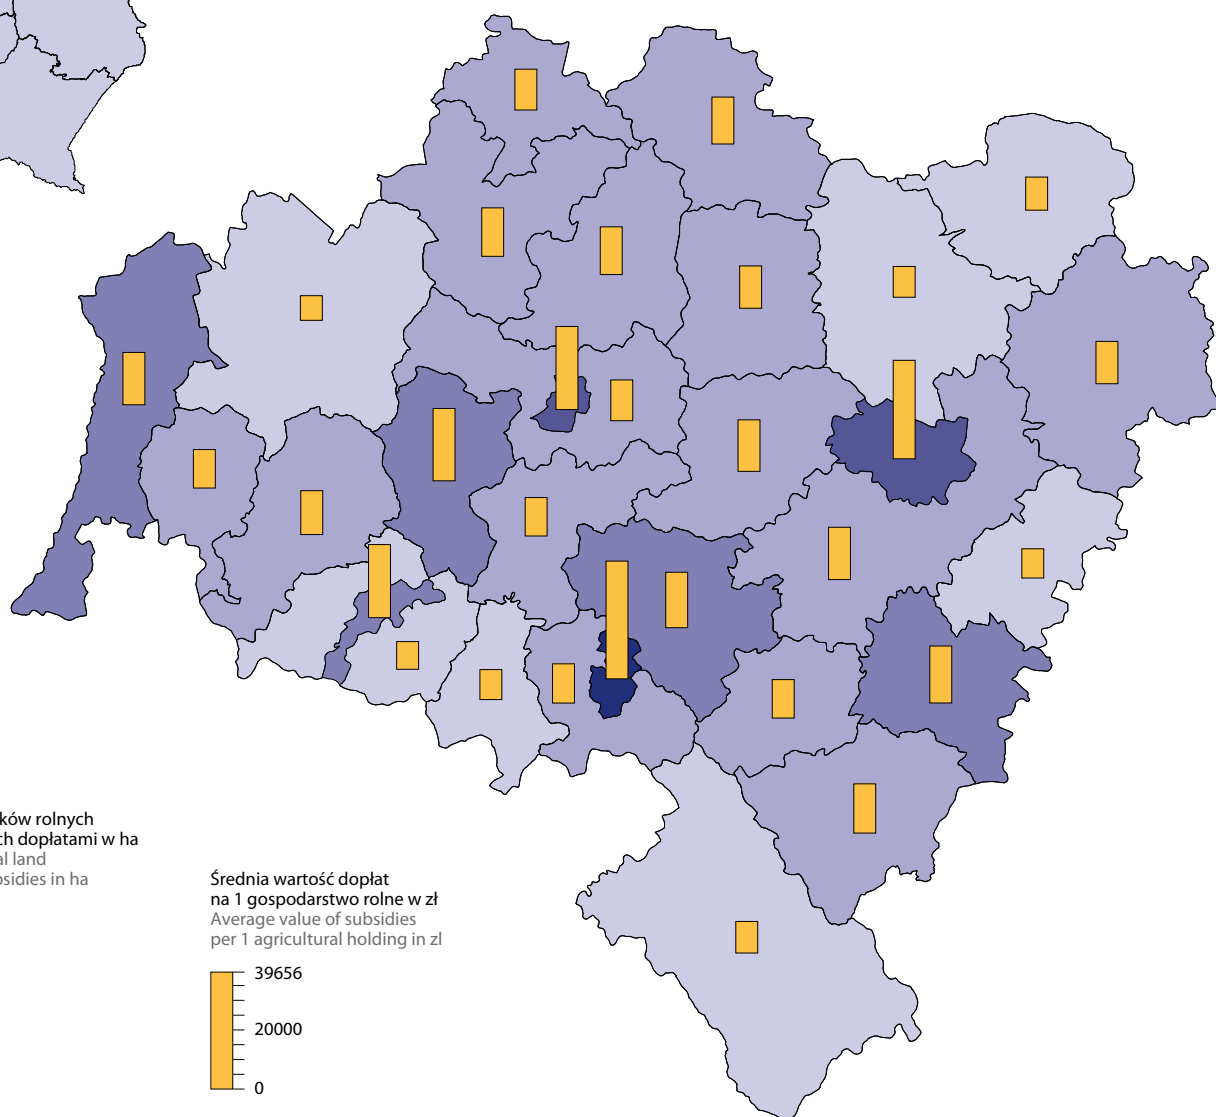 ków rolnych
ch dopłatami w ha
al land
sidies in ha
Średnia wartość dopłat
na 1 gospodarstwo rolne w zł
Average value of subsidies
per 1 agricultural holding in zl
39656
20000
0